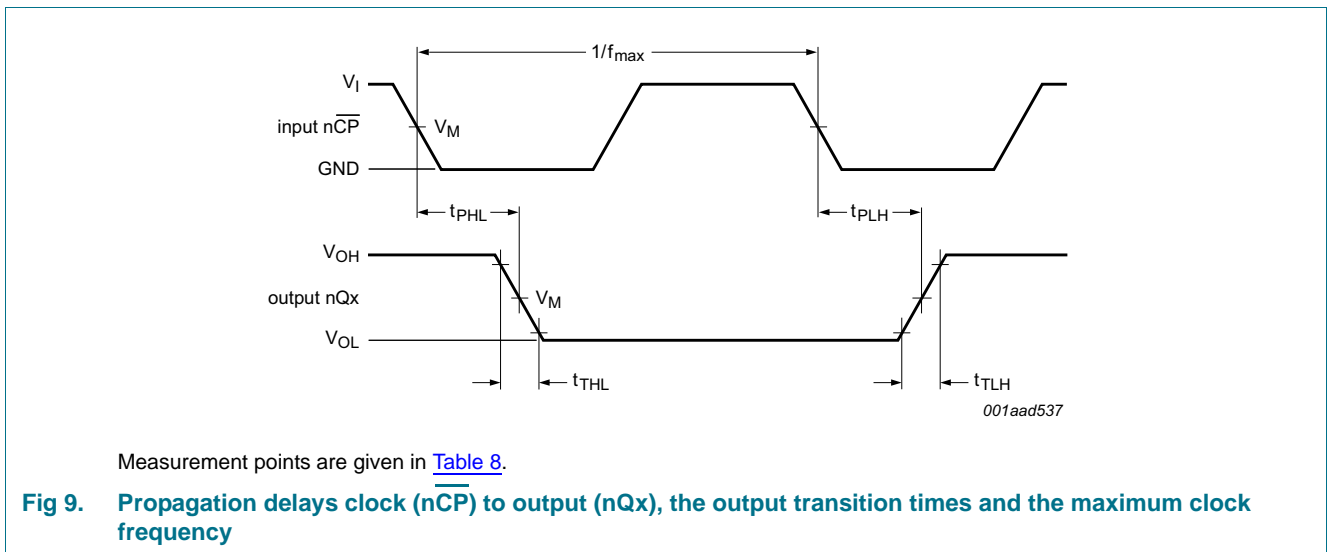 1/fmax
VI
input nC̅P̅
VM
GND
tPHL
tPLH
VOH
output nQx
VM
VOL
tTHL
tTLH
001aad537
Measurement points are given in Table 8.
Fig 9. Propagation delays clock (nC̅P̅) to output (nQx), the output transition times and the maximum clock
frequency